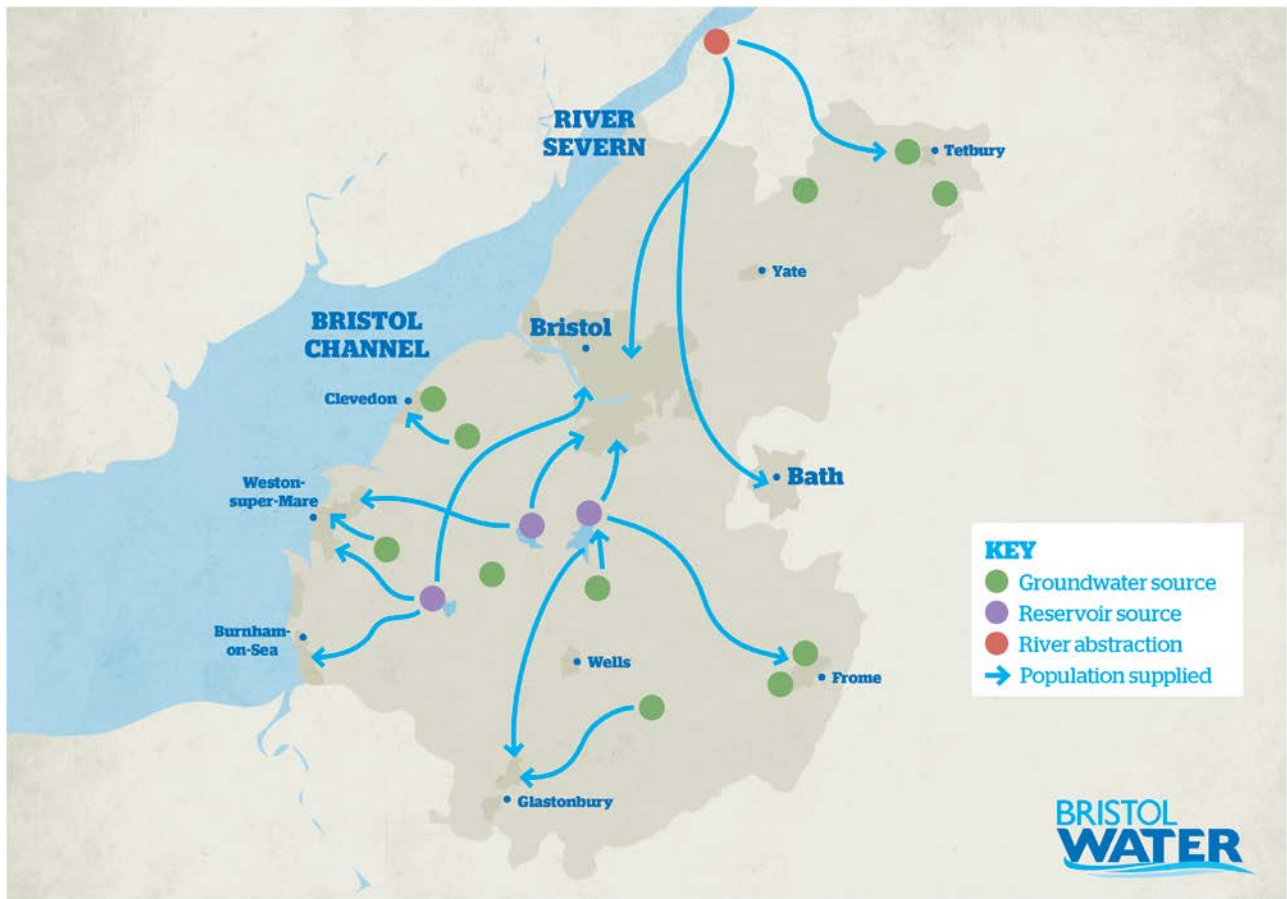 RIVER
SEVERN
Tetbury
Yate
BRISTOL
CHANNEL
Bristol
Clevedon
Weston-
super-Mare
Bath
Burnham-
on-Sea
Wells
Frome
Glastonbury
KEY
Groundwater source
Reservoir source
River abstraction
Population supplied
BRISTOL
WATER